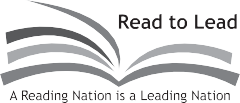 Read to Lead
A Reading Nation is a Leading Nation